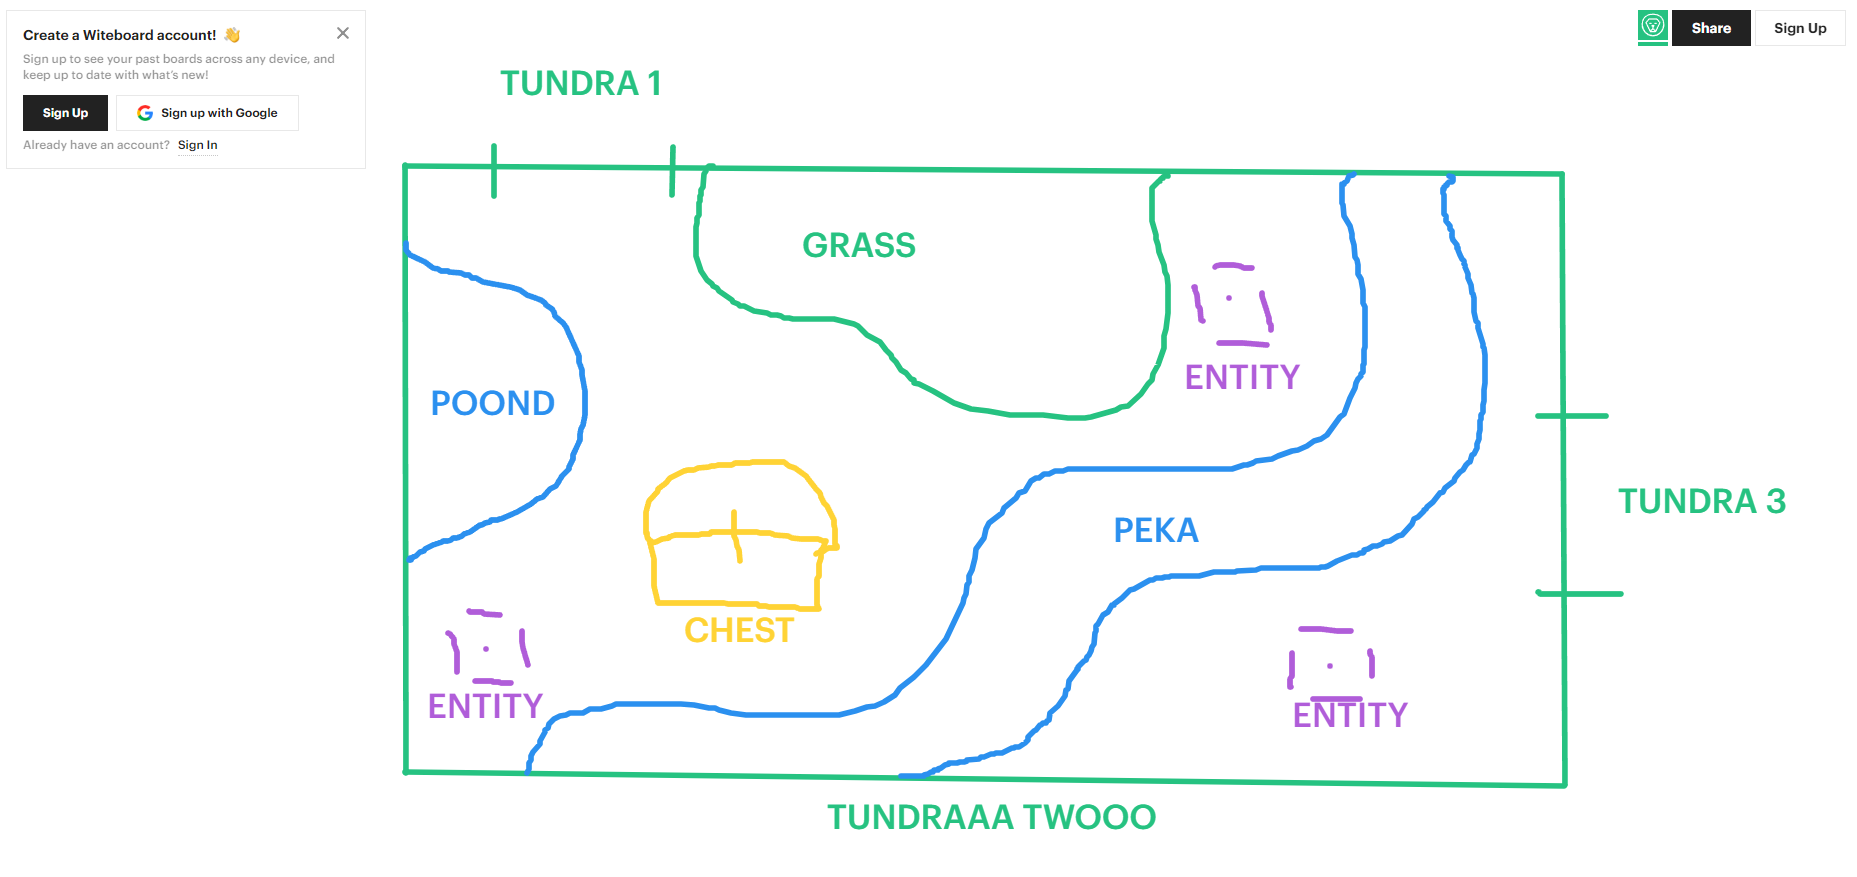 Create a Witeboard account! 👋
Sign up to see your past boards across any device, and
keep up to date with what's new!
Sign Up
Sign up with Google
Already have an account? Sign In
Share
Sign Up
TUNDRA 1
GRASS
ENTITY
POOND
TUNDRA 3
PEKA
CHEST
ENTITY
ENTITY
TUNDRAAA TWOOO